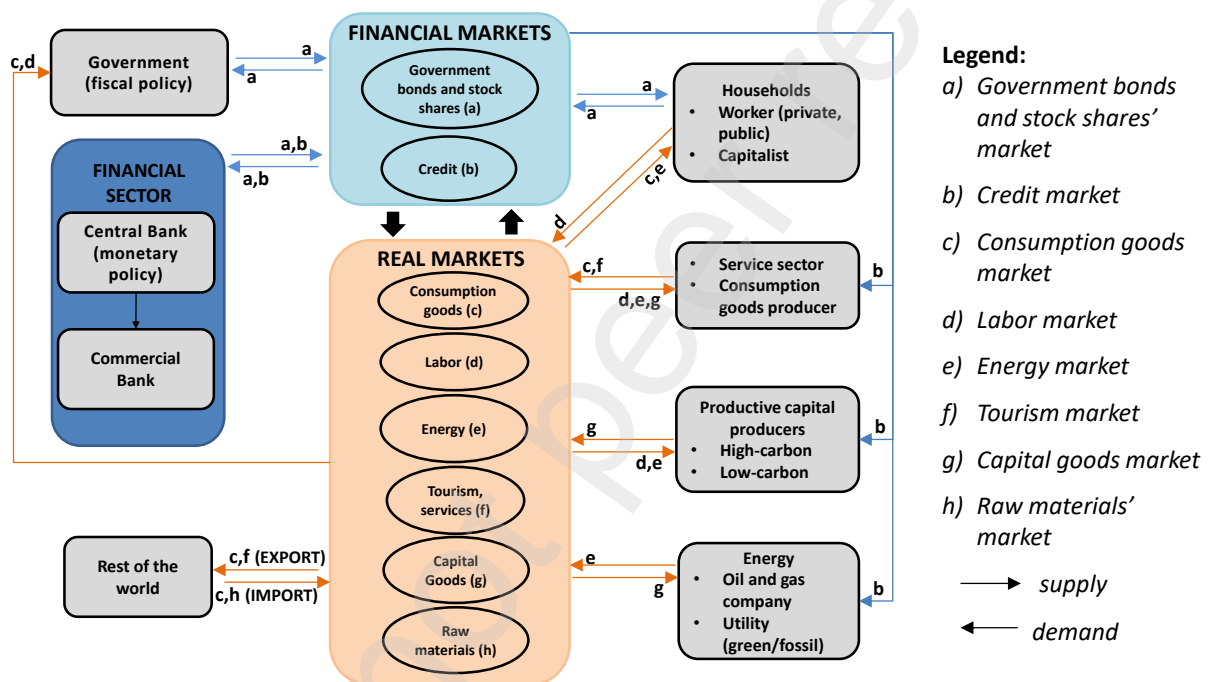 c,d
Government
(fiscal policy)
a
a
FINANCIAL MARKETS
Government
bonds and stock
shares (a)
Credit (b)
a
a
Households
• Worker (private,
public)
• Capitalist
a,b
a,b
FINANCIAL
SECTOR
Central Bank
(monetary
policy)
Commercial
Bank
d
c,e
REAL MARKETS
Consumption
goods (c)
Labor (d)
Energy (e)
Tourism,
services (f)
Capital
Goods (g)
Raw
materials (h)
c,f
d,e,g
• Service sector
• Consumption
goods producer
b
g
d,e
Productive capital
producers
• High-carbon
• Low-carbon
b
e
g
Energy
• Oil and gas
company
• Utility
(green/fossil)
b
Rest of the
world
c,f (EXPORT)
c,h (IMPORT)
Legend:
a) Government bonds
and stock shares’
market
b) Credit market
c) Consumption goods
market
d) Labor market
e) Energy market
f) Tourism market
g) Capital goods market
h) Raw materials’
market
supply
demand
not peer re